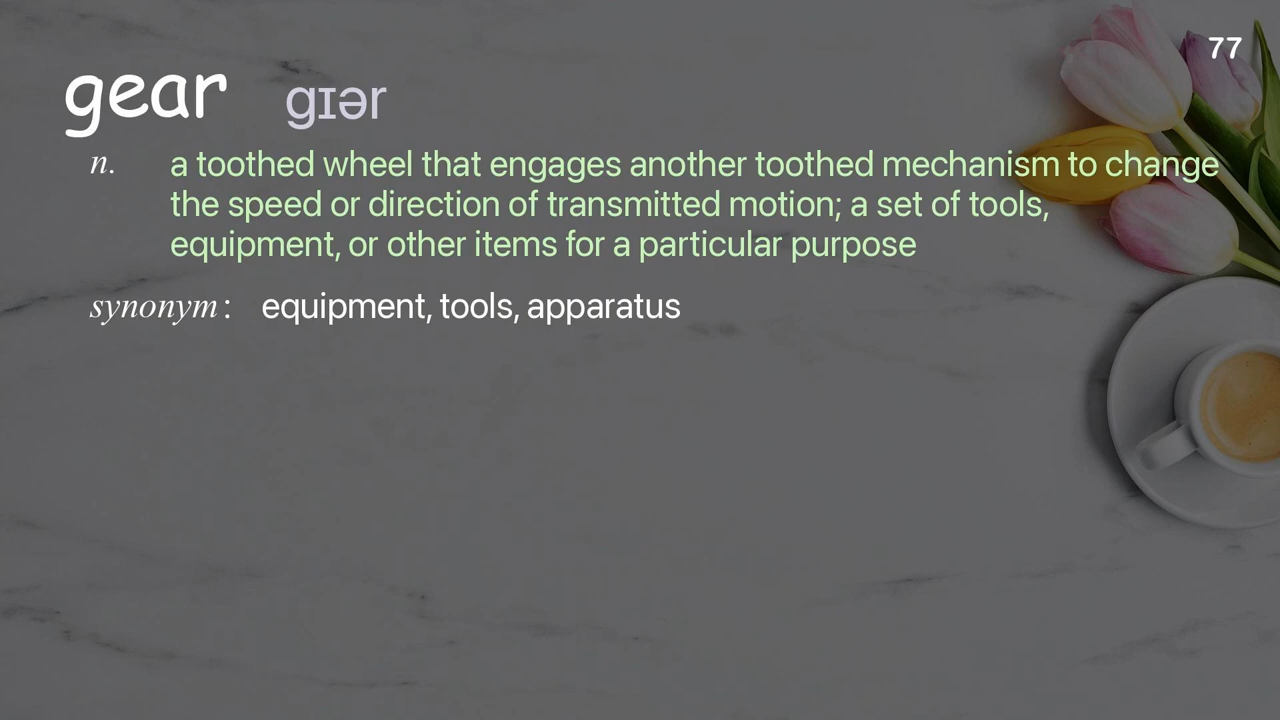 77
gear gɪər
n. a toothed wheel that engages another toothed mechanism to change
the speed or direction of transmitted motion; a set of tools,
equipment, or other items for a particular purpose
synonym: equipment, tools, apparatus